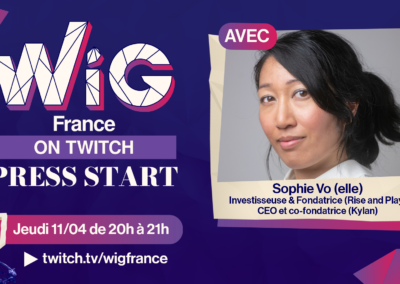 WiG
France
ON TWITCH
PRESS START
Jeudi 11/04 de 20h à 21h
twitch.tv/wigfrance
AVEC
Sophie Vo (elle)
Investisseuse & Fondatrice (Rise and Play
CEO et co-fondatrice (Kylan)